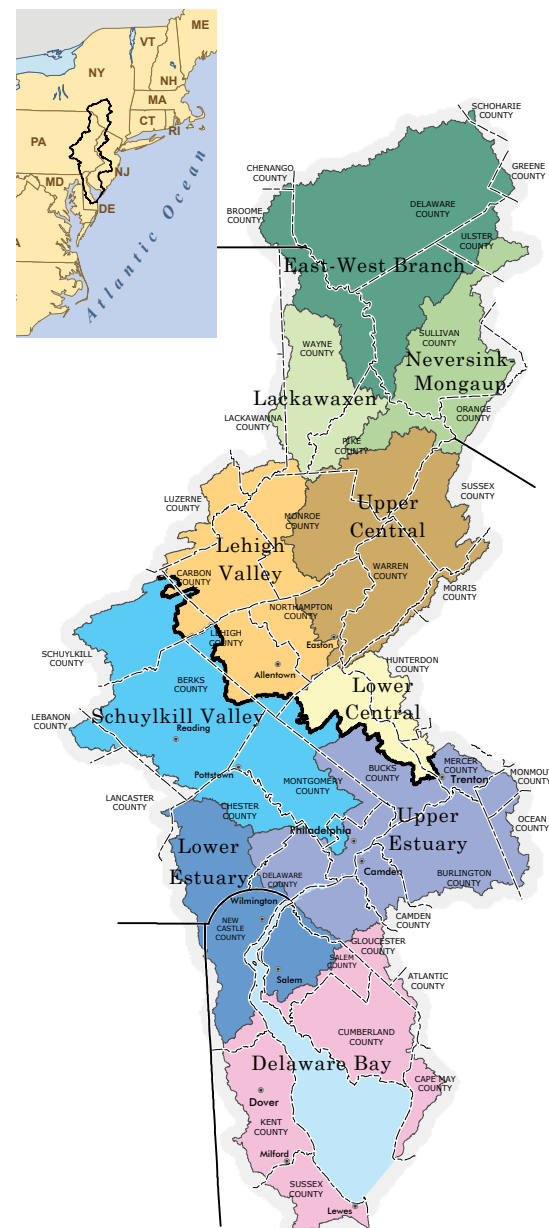 ME
VT
NY
NH
MA
CT
RI
PA
NJ
MD
DE
Atlantic Ocean
SCHOHARIE
COUNTY
GREENE
COUNTY
CHENANGO
COUNTY
DELAWARE
COUNTY
BROOME
COUNTY
ULSTER
COUNTY
East-West Branch
SULLIVAN
COUNTY
WAYNE
COUNTY
Neversink-
Mongaup
Lackawaxen
LACKAWANNA
COUNTY
ORANGE
COUNTY
PIKE
COUNTY
SUSSEX
COUNTY
LUZERNE
COUNTY
MONROE
COUNTY
Upper
Central
Lehigh
Valley
CARBON
COUNTY
WARREN
COUNTY
MORRIS
COUNTY
NORTHAMPTON
COUNTY
LEHIGH
COUNTY
Easton
SCHUYLKILL
COUNTY
HUNTERDON
COUNTY
Allentown
BERKS
COUNTY
Lower
Central
LEBANON
COUNTY
Schuylkill Valley
Reading
BUCKS
COUNTY
MERCER
COUNTY
MONMOUT
COUNTY
Pottstown
Trenton
MONTGOMERY
COUNTY
LANCASTER
COUNTY
CHESTER
COUNTY
OCEAN
COUNTY
Philadelphia
Upper
Estuary
Lower
Estuary
Camden
DELAWARE
COUNTY
BURLINGTON
COUNTY
Wilmington
CAMDEN
COUNTY
NEW
CASTLE
COUNTY
GLOUCESTER
COUNTY
SALEM
COUNTY
Salem
ATLANTIC
COUNTY
CUMBERLAND
COUNTY
Delaware Bay
CAPE MAY
COUNTY
Dover
KENT
COUNTY
Milford
SUSSEX
COUNTY
Lewes